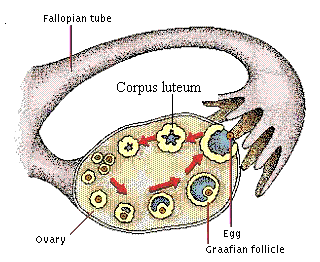 Fallopian tube
Corpus luteum
Egg
Ovary
Graafian follicle